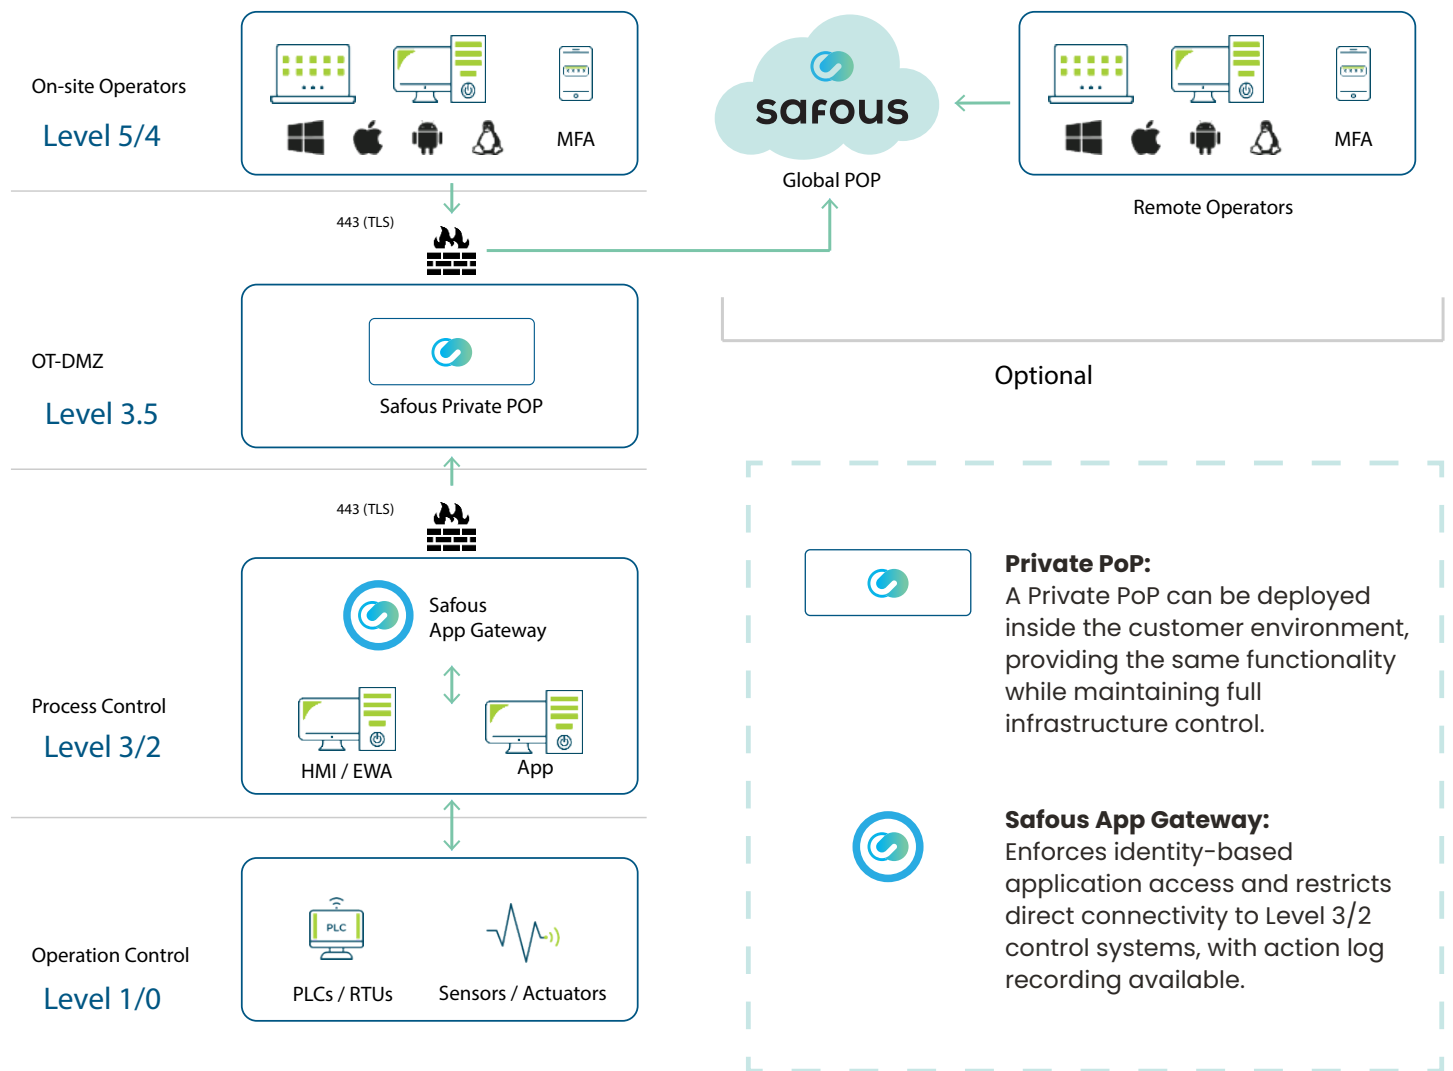 On-site Operators
Level 5/4
MFA
safous
Global POP
MFA
Remote Operators
443 (TLS)
OT-DMZ
Level 3.5
Safous Private POP
Optional
443 (TLS)
Safous
App Gateway
Process Control
Level 3/2
HMI / EWA
App
Operation Control
Level 1/0
PLC
PLCs / RTUs
Sensors / Actuators
Private PoP:
A Private PoP can be deployed
inside the customer environment,
providing the same functionality
while maintaining full
infrastructure control.
Safous App Gateway:
Enforces identity-based
application access and restricts
direct connectivity to Level 3/2
control systems, with action log
recording available.